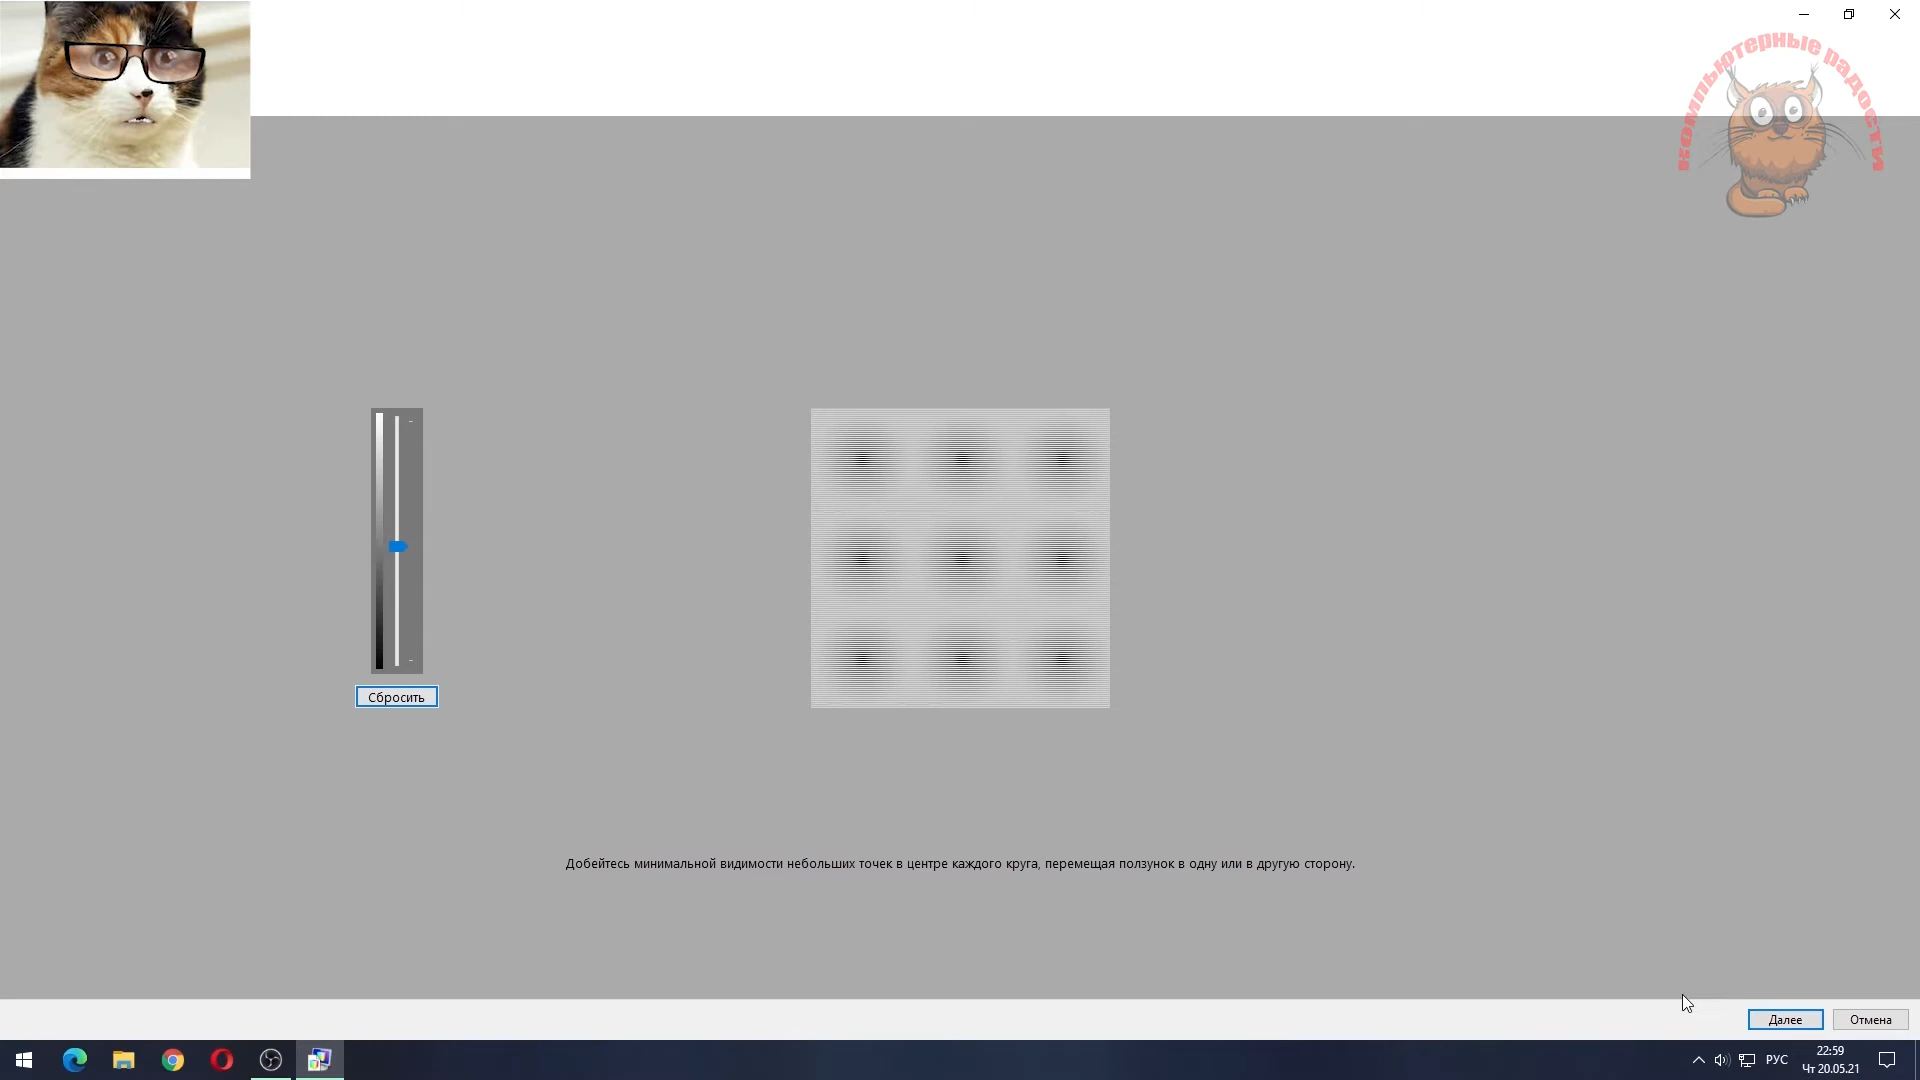 компьютерные радости
Сбросить
Добейтесь минимальной видимости небольших точек в центре каждого круга, перемещая ползунок в одну или в другую сторону.
Далее
Отмена
РУС
22:59
Чт 20.05.21